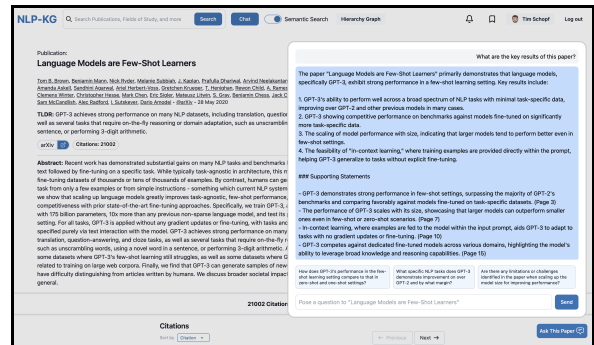 NLP-KG
Search Publications, Fields of Study, and more
Search
Chat
Semantic Search
Hierarchy Graph
Tim Schopf
Log out
Publication:
Language Models are Few-Shot Learners
Tom B. Brown, Benjamin Mann, Nick Ryder, Melanie Subbiah, J. Kaplan, Prafulla Dhariwal, Arvind Neelakantan
Amanda Askell, Sandhini Agarwal, Ariel Herbert-Voss, Gretchen Krueger, T. Henighan, Rewon Child, A. Rames
Clemens Winter, Christopher Hesse, Mark Chen, Eric Sigler, Mateusz Litwin, S. Gray, Benjamin Chess, Jack C
Sam McCandlish, Alec Radford, I. Sutskever, Dario Amodei - @arXiv - 28 May 2020
TLDR: GPT-3 achieves strong performance on many NLP datasets, including translation, question
well as several tasks that require on-the-fly reasoning or domain adaptation, such as unscramblin
sentence, or performing 3-digit arithmetic.
arXiv
Citations: 21002
Abstract: Recent work has demonstrated substantial gains on many NLP tasks and benchmarks
text followed by fine-tuning on a specific task. While typically task-agnostic in architecture, this m
fine-tuning datasets of thousands or tens of thousands of examples. By contrast, humans can ge
task from only a few examples or from simple instructions - something which current NLP system
we show that scaling up language models greatly improves task-agnostic, few-shot performance,
competitiveness with prior state-of-the-art fine-tuning approaches. Specifically, we train GPT-3, a
with 175 billion parameters, 10x more than any previous non-sparse language model, and test its
setting. For all tasks, GPT-3 is applied without any gradient updates or fine-tuning, with tasks and
specified purely via text interaction with the model. GPT-3 achieves strong performance on many
translation, question-answering, and cloze tasks, as well as several tasks that require on-the-fly r
such as unscrambling words, using a novel word in a sentence, or performing 3-digit arithmetic. A
some datasets where GPT-3's few-shot learning still struggles, as well as some datasets where G
related to training on large web corpora. Finally, we find that GPT-3 can generate samples of new
have difficulty distinguishing from articles written by humans. We discuss broader societal impact
general.
21002 Citation
Citations
Sort by
Citation
Previous
Next
What are the key results of this paper?
The paper "Language Models are Few-Shot Learners" primarily demonstrates that language models,
specifically GPT-3, exhibit strong performance in a few-shot learning setting. Key results include:
1. GPT-3's ability to perform well across a broad spectrum of NLP tasks with minimal task-specific data,
improving over GPT-2 and other previous models in many cases.
2. GPT-3 showing competitive performance on benchmarks against models fine-tuned on significantly
more task-specific data.
3. The scaling of model performance with size, indicating that larger models tend to perform better even in
few-shot settings.
4. The feasibility of "in-context learning," where training examples are provided directly within the prompt,
helping GPT-3 generalize to tasks without explicit fine-tuning.
### Supporting Statements
- GPT-3 demonstrates strong performance in few-shot settings, surpassing the majority of GPT-2's
benchmarks and comparing favorably against models fine-tuned on task-specific datasets. (Page 3)
- The performance of GPT-3 scales with its size, showcasing that larger models can outperform smaller
ones even in few-shot or zero-shot scenarios. (Page 7)
- In-context learning, where examples are fed to the model within the input prompt, aids GPT-3 to adapt to
tasks with no gradient updates or fine-tuning. (Page 10)
- GPT-3 competes against dedicated fine-tuned models across various domains, highlighting the model's
ability to leverage broad knowledge and reasoning capabilities. (Page 15)
How does GPT-3's performance in the few-
shot learning setting compare to that in
zero-shot and one-shot settings?
What specific NLP tasks does GPT-3
demonstrate improvement on over
GPT-2 and by what margin?
Are there any limitations or challenges
identified in the paper when scaling up the
model size for improving performance?
Pose a question to "Language Models are Few-Shot Learners"
Send
Ask This Paper